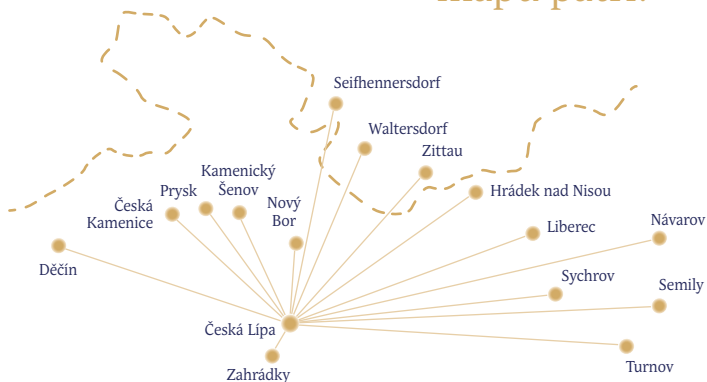 Seifhennersdorf
Waltersdorf
Zittau
Kamenický
Šenov
Prysk
Hrádek nad Nisou
Česká
Kamenice
Nový
Bor
Návarov
Liberec
Děčín
Sychrov
Semily
Česká Lípa
Zahrádky
Turnov